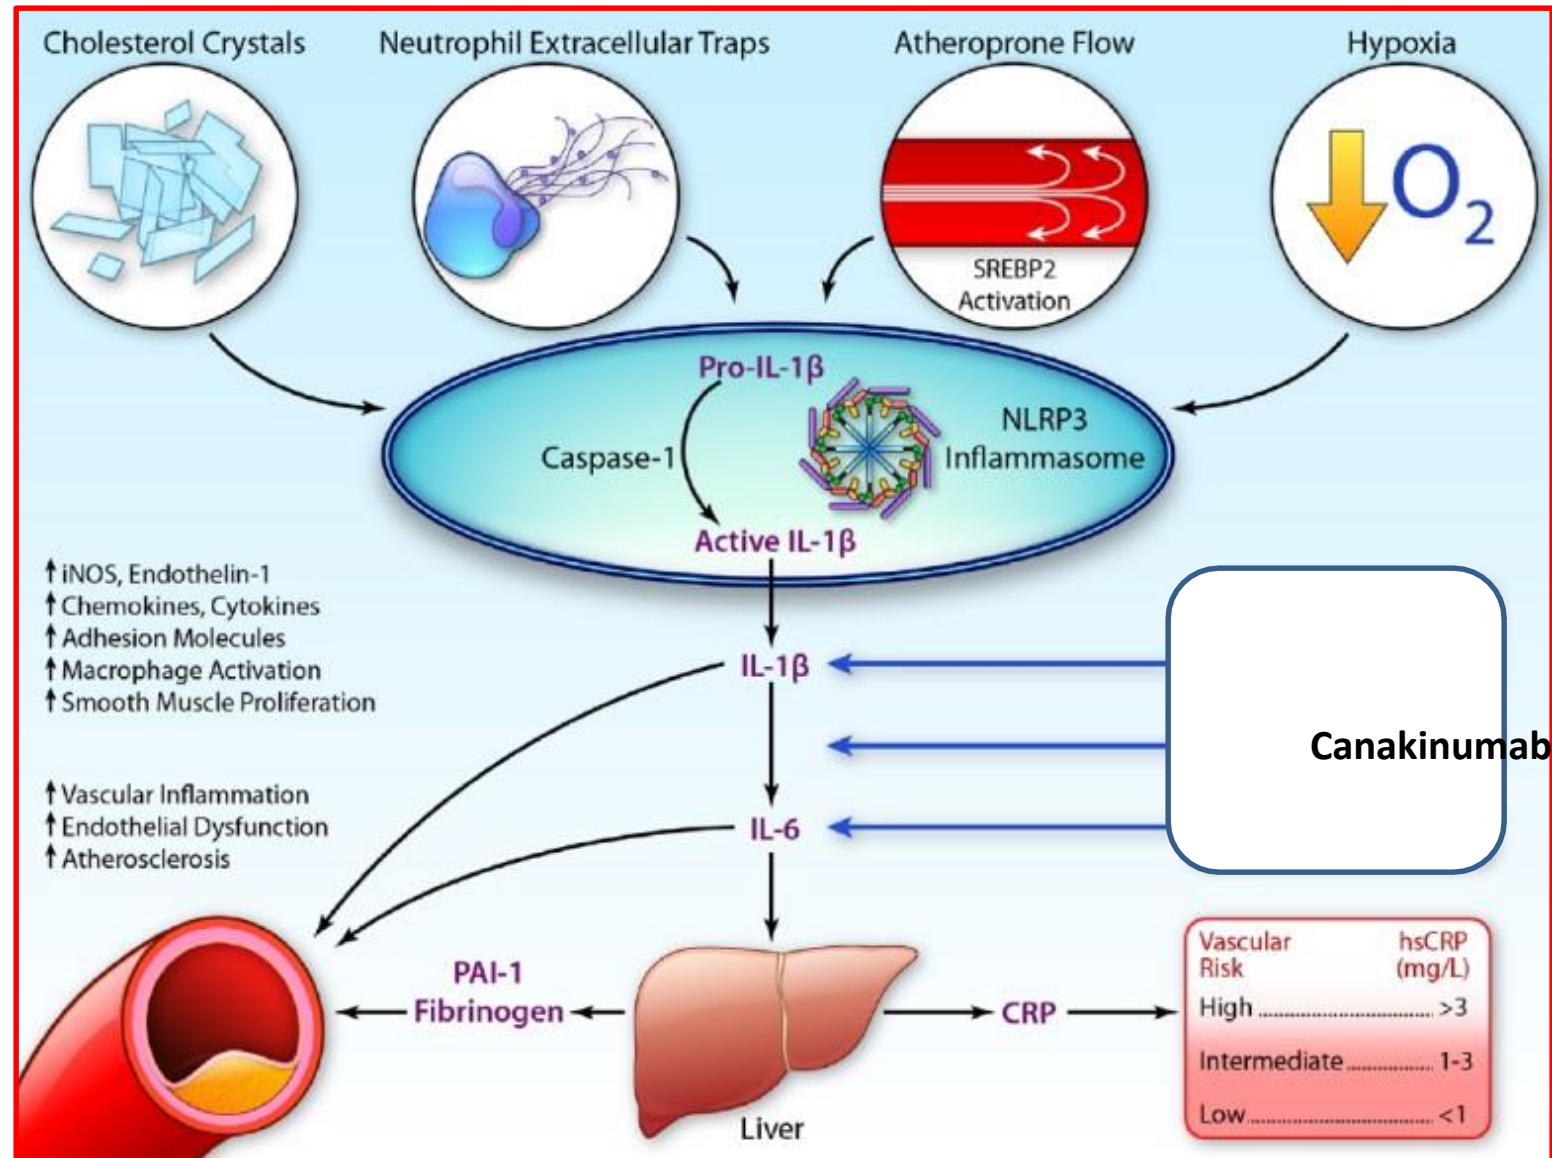 Cholesterol Crystals
Neutrophil Extracellular Traps
Atheroprone Flow
Hypoxia
SREBP2
Activation
O2
Pro-IL-1β
Caspase-1
NLRP3
Inflammasome
Active IL-1β
↑ iNOS, Endothelin-1
↑ Chemokines, Cytokines
↑ Adhesion Molecules
↑ Macrophage Activation
↑ Smooth Muscle Proliferation
IL-1β
Canakinumab
↑ Vascular Inflammation
↑ Endothelial Dysfunction
↑ Atherosclerosis
IL-6
PAI-1
Fibrinogen
Liver
CRP
Vascular hsCRP
Risk (mg/L)
High ........ >3
Intermediate ........ 1-3
Low ........ <1